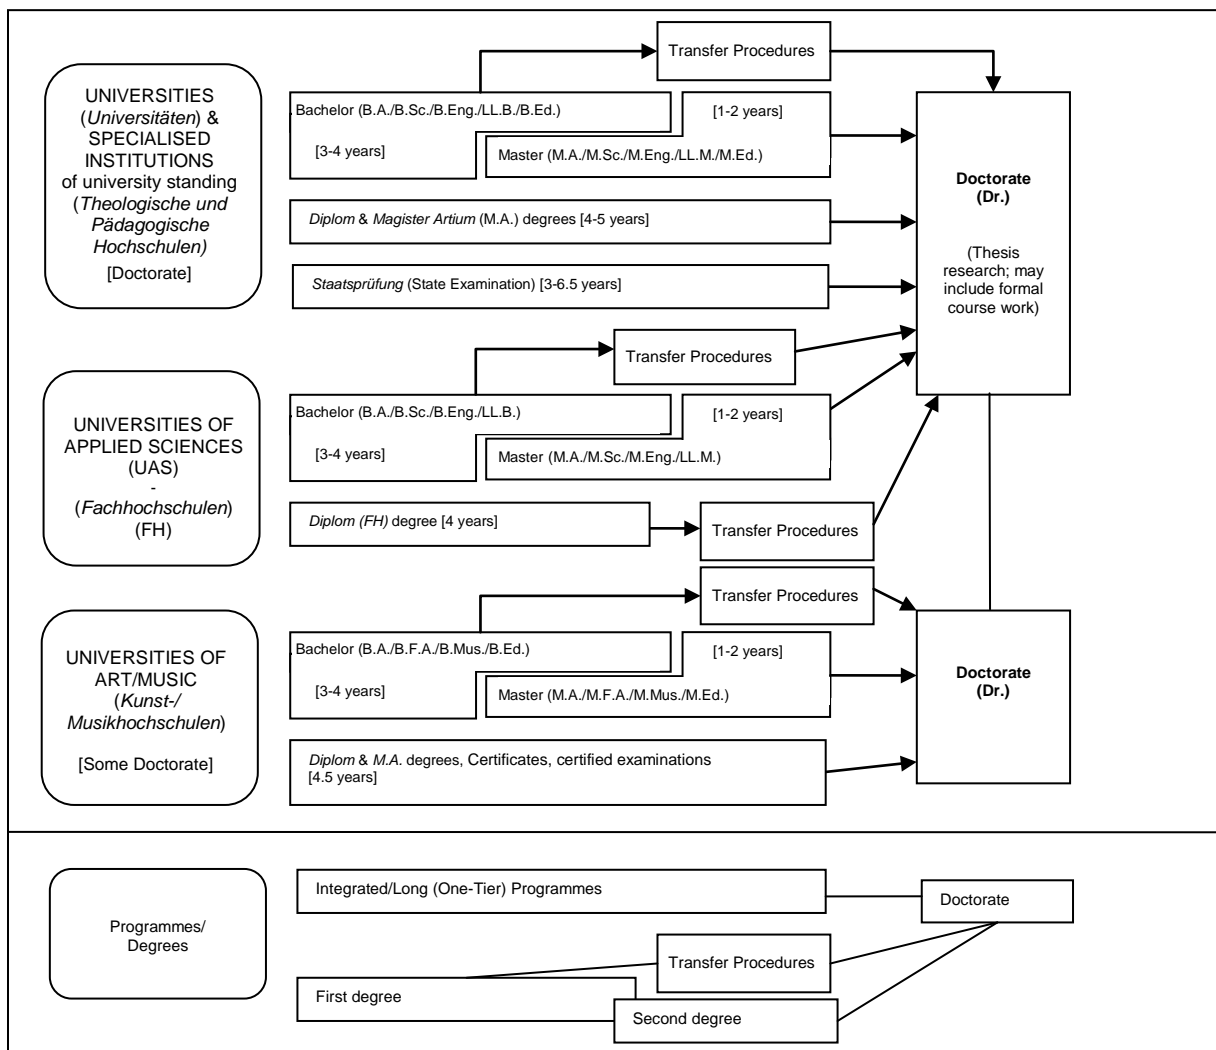 Transfer Procedures
UNIVERSITIES
(Universitäten) &
SPECIALISED
INSTITUTIONS
of university standing
(Theologische und
Pädagogische
Hochschulen)
[Doctorate]
Bachelor (B.A./B.Sc./B.Eng./LL.B./B.Ed.)
[3-4 years]
[1-2 years]
Master (M.A./M.Sc./M.Eng./LL.M./M.Ed.)
Diplom & Magister Artium (M.A.) degrees [4-5 years]
Staatsprüfung (State Examination) [3-6.5 years]
Doctorate
(Dr.)
(Thesis
research; may
include formal
course work)
Transfer Procedures
UNIVERSITIES OF
APPLIED SCIENCES
(UAS)
-
(Fachhochschulen)
(FH)
Bachelor (B.A./B.Sc./B.Eng./LL.B.)
[3-4 years]
[1-2 years]
Master (M.A./M.Sc./M.Eng./LL.M.)
Diplom (FH) degree [4 years]
Transfer Procedures
Transfer Procedures
UNIVERSITIES OF
ART/MUSIC
(Kunst-/
Musikhochschulen)
[Some Doctorate]
Bachelor (B.A./B.F.A./B.Mus./B.Ed.)
[3-4 years]
[1-2 years]
Master (M.A./M.F.A./M.Mus./M.Ed.)
Diplom & M.A. degrees, Certificates, certified examinations
[4.5 years]
Doctorate
(Dr.)
Programmes/
Degrees
Integrated/Long (One-Tier) Programmes
Doctorate
Transfer Procedures
First degree
Second degree